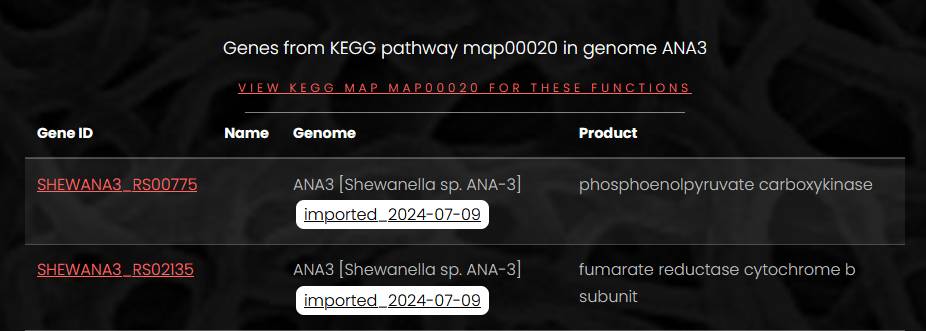 Genes from KEGG pathway map00020 in genome ANA3
VIEW KEGG MAP MAP00020 FOR THESE FUNCTIONS
Gene ID Name Genome Product
SHEWANA3_RS00775 ANA3 [Shewanella sp. ANA-3] phosphoenolpyruvate carboxykinase
imported_2024-07-09
SHEWANA3_RS02135 ANA3 [Shewanella sp. ANA-3] fumarate reductase cytochrome b
imported_2024-07-09 subunit